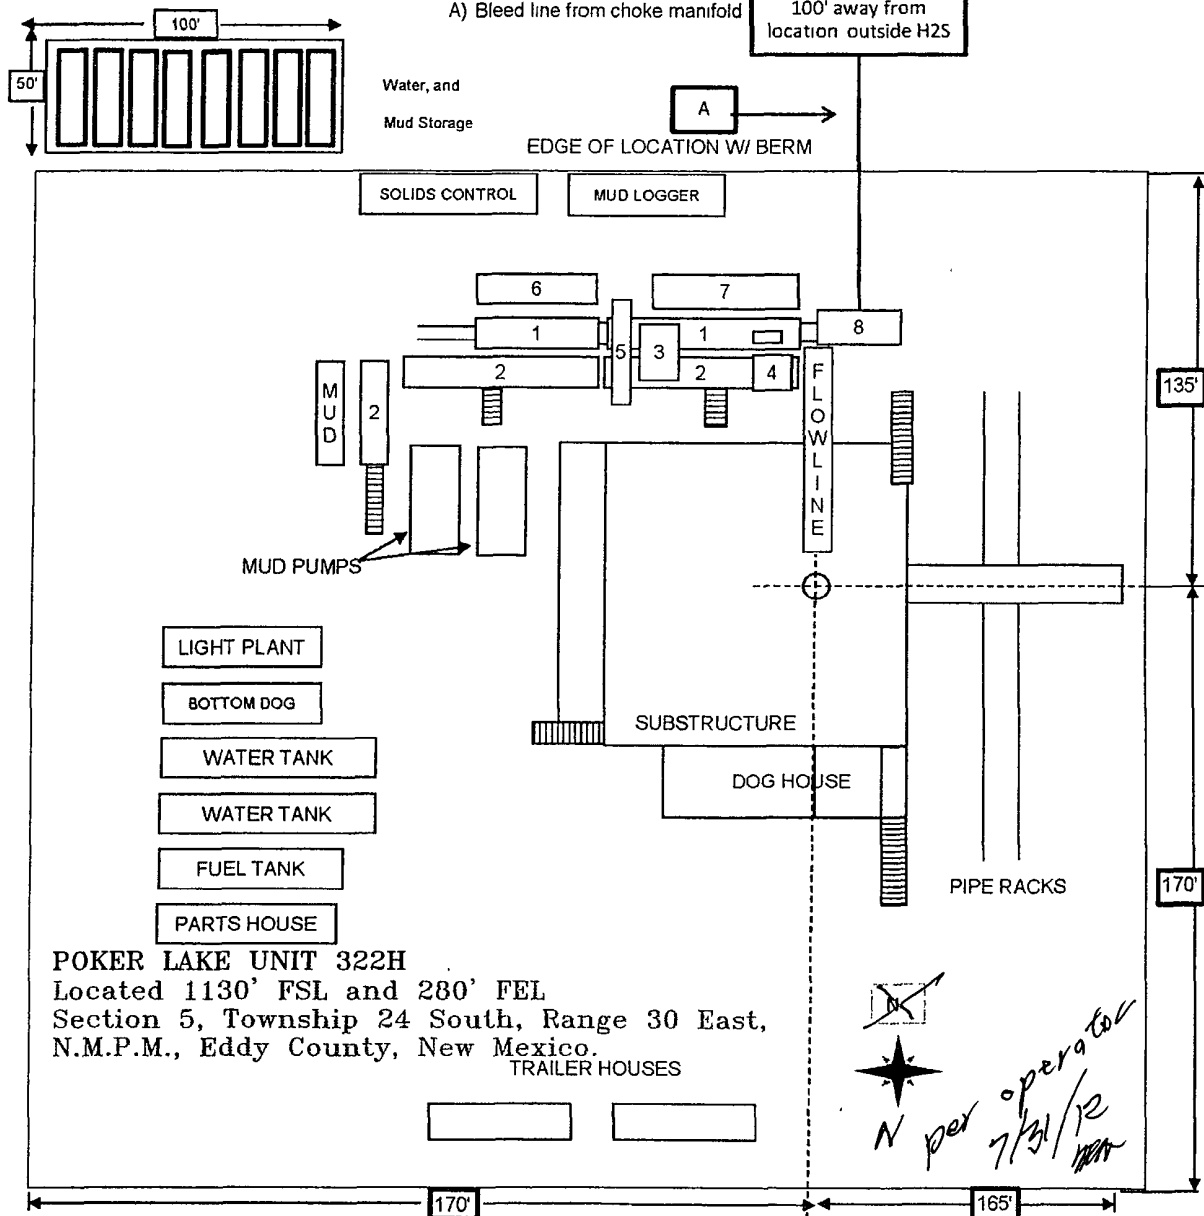 A) Bleed line from choke manifold
100' away from
location outside H2S
100'
50'
Water, and
Mud Storage
A
EDGE OF LOCATION W/ BERM
SOLIDS CONTROL
MUD LOGGER
6
7
1
1
8
5
3
2
2
4
MUD
2
FLOWLINE
135'
MUD PUMPS
LIGHT PLANT
BOTTOM DOG
WATER TANK
WATER TANK
FUEL TANK
PARTS HOUSE
SUBSTRUCTURE
DOG HOUSE
PIPE RACKS
170'
POKER LAKE UNIT 322H
Located 1130' FSL and 280' FEL
Section 5, Township 24 South, Range 30 East,
N.M.P.M., Eddy County, New Mexico.
TRAILER HOUSES
N
N per operator
7/31/12
170'
165'